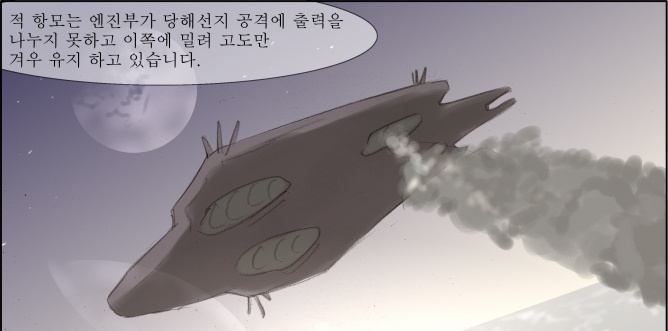 적 항모는 엔진부가 당해선지 공격에 출력을
나누지 못하고 이쪽에 밀려 고도만
겨우 유지 하고 있습니다.